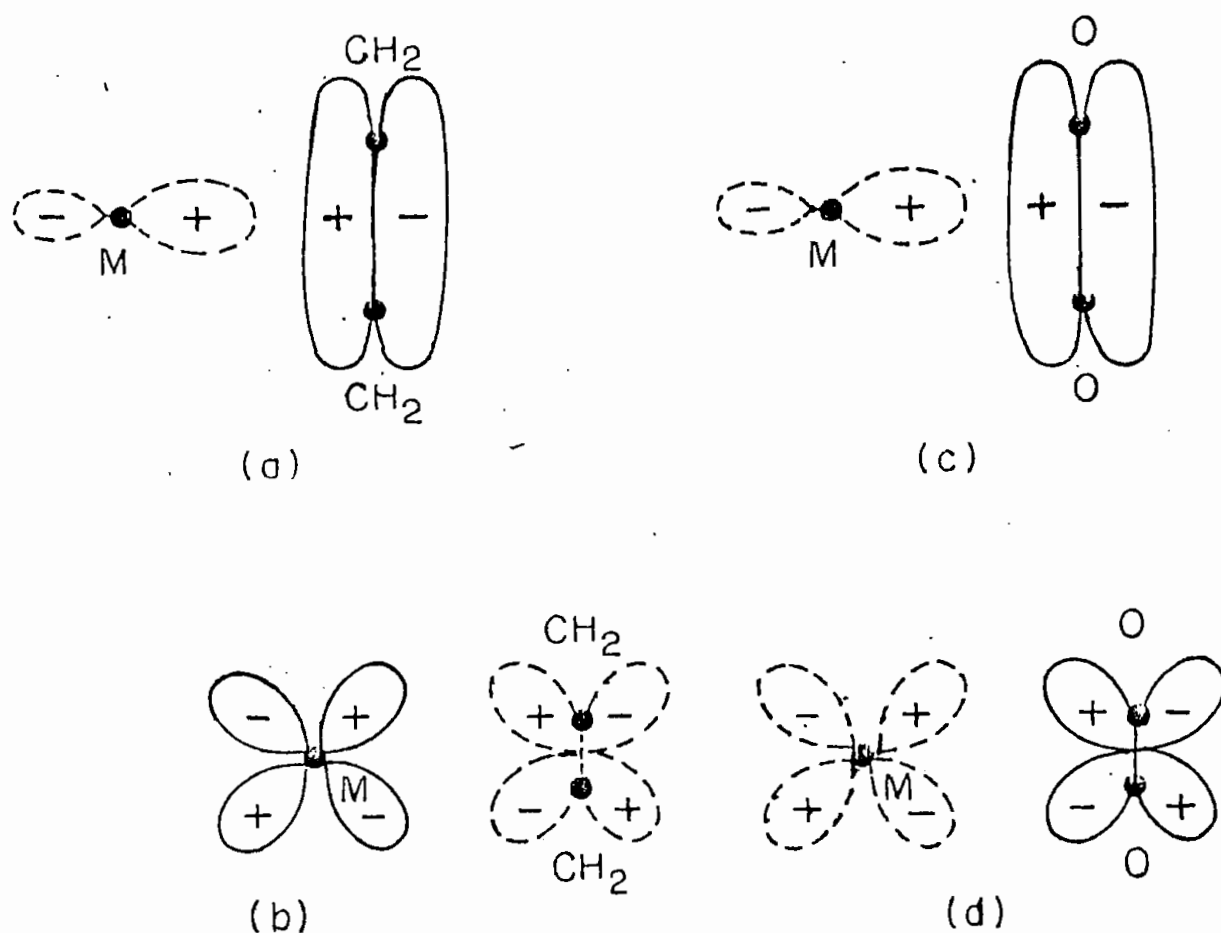 CH2 O
- + + - - + + -
M M
CH2 O
(a) (c)
CH2 O
- + + - - + + -
+ M - - + + M - - +
CH2 O
(b) (d)